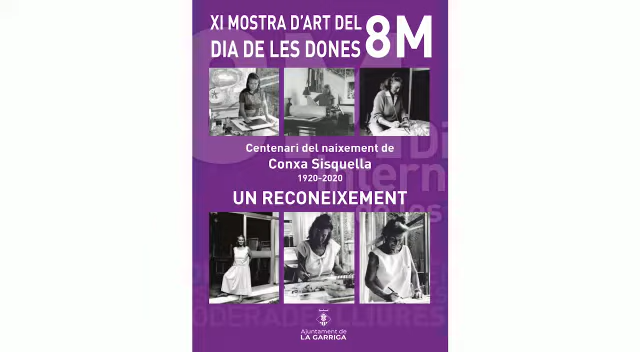 XI MOSTRA D'ART DEL
DIA DE LES DONES 8M
Centenari del naixement de
Conxa Sisquella
1920-2020
UN RECONEIXEMENT
Ajuntament de
LA GARRIGA